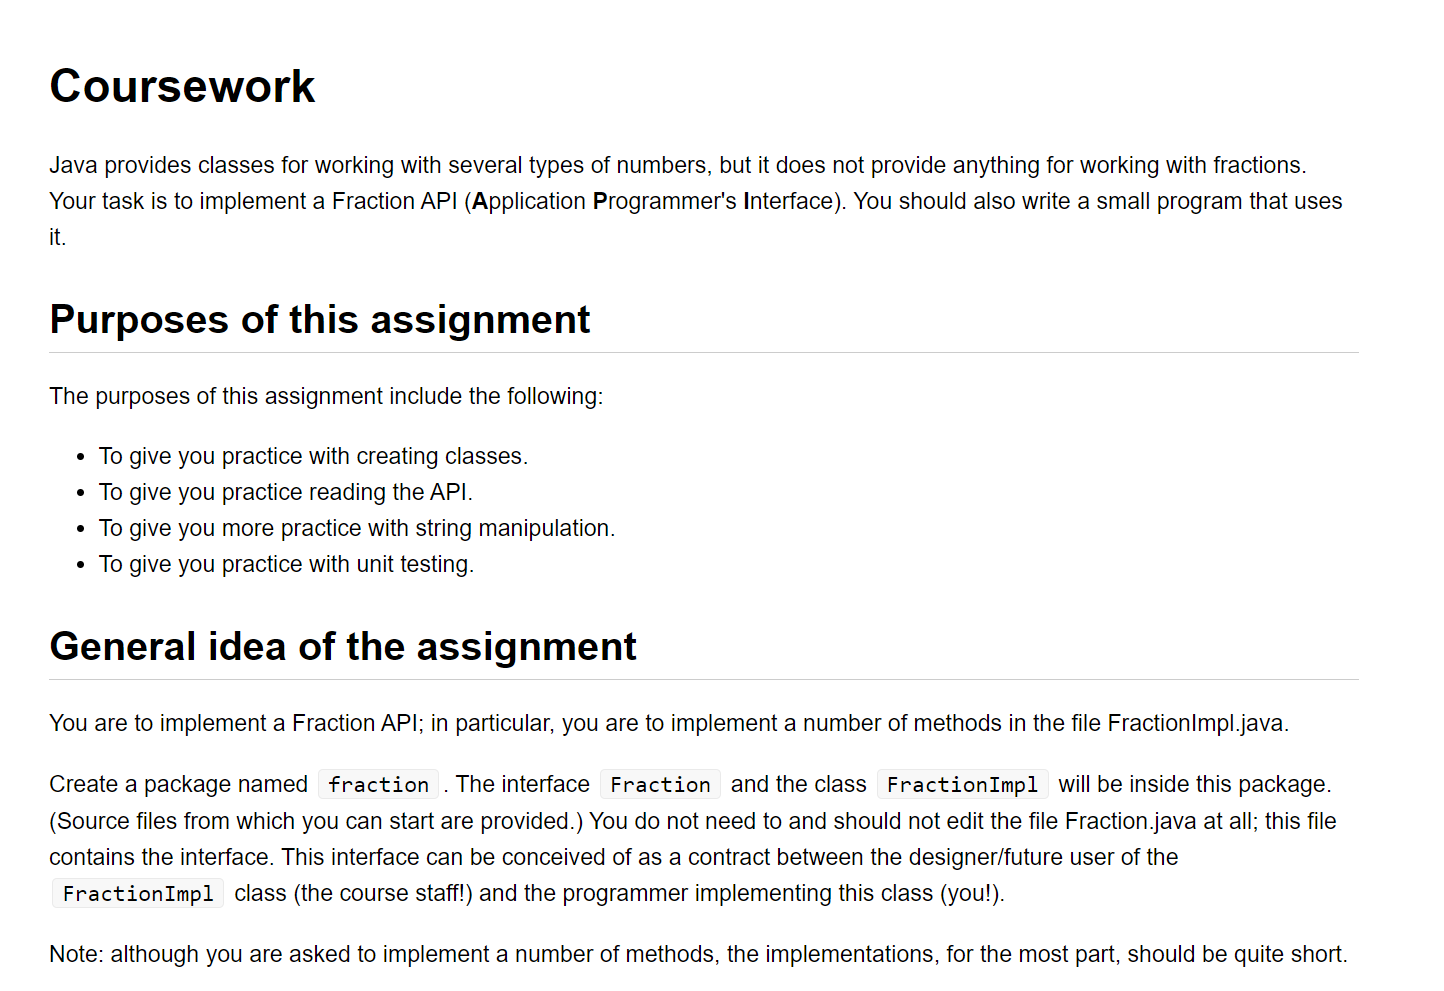 Coursework
Java provides classes for working with several types of numbers, but it does not provide anything for working with fractions.
Your task is to implement a Fraction API (Application Programmer's Interface). You should also write a small program that uses
it.
Purposes of this assignment
The purposes of this assignment include the following:
• To give you practice with creating classes.
• To give you practice reading the API.
• To give you more practice with string manipulation.
• To give you practice with unit testing.
General idea of the assignment
You are to implement a Fraction API; in particular, you are to implement a number of methods in the file FractionImpl.java.
Create a package named fraction. The interface Fraction and the class FractionImpl will be inside this package.
(Source files from which you can start are provided.) You do not need to and should not edit the file Fraction.java at all; this file
contains the interface. This interface can be conceived of as a contract between the designer/future user of the
FractionImpl class (the course staff!) and the programmer implementing this class (you!).
Note: although you are asked to implement a number of methods, the implementations, for the most part, should be quite short.